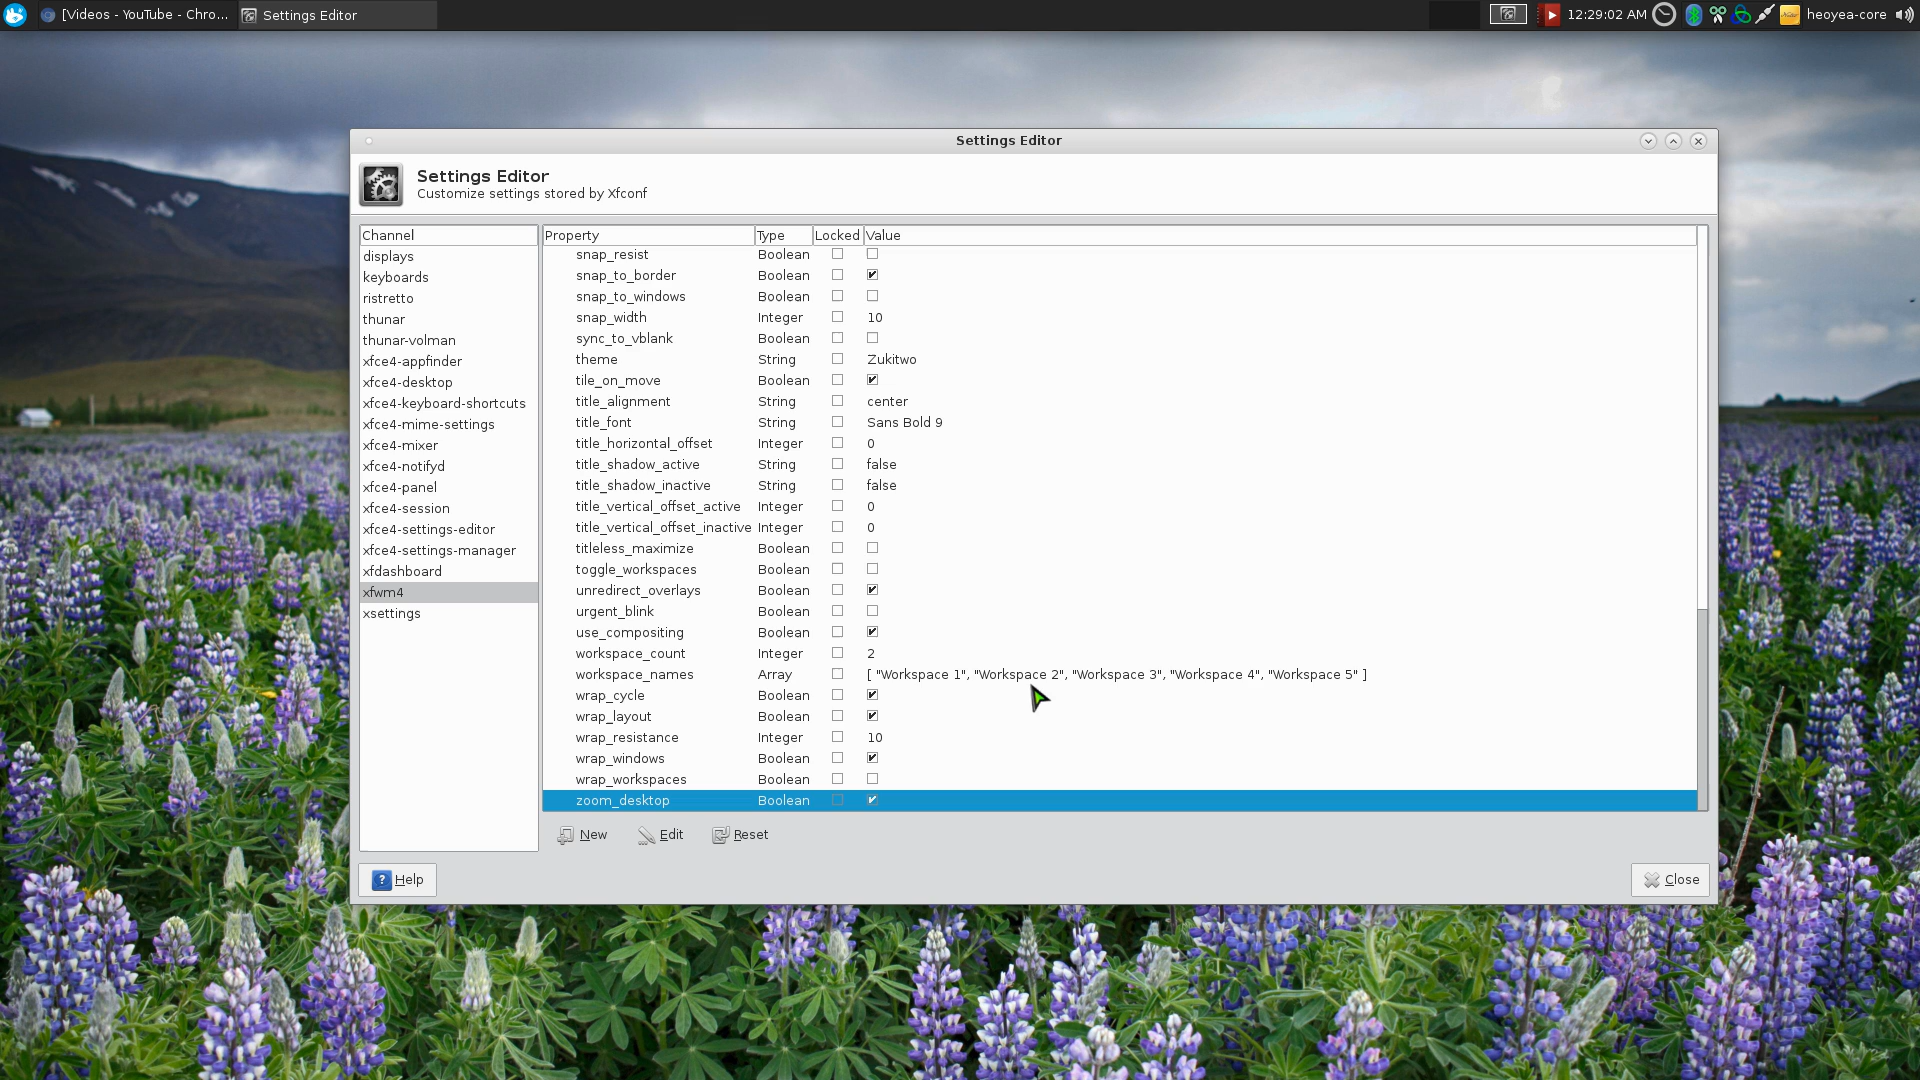 [Videos - YouTube - Chro...
Settings Editor
12:29:02 AM
heoyea-core
Settings Editor
Settings Editor
Customize settings stored by Xfconf
Channel
displays
keyboards
ristretto
thunar
thunar-volman
xfce4-appfinder
xfce4-desktop
xfce4-keyboard-shortcuts
xfce4-mime-settings
xfce4-mixer
xfce4-notifyd
xfce4-panel
xfce4-session
xfce4-settings-editor
xfce4-settings-manager
xfdashboard
xfwm4
xsettings
Property Type Locked Value
snap_resist Boolean
snap_to_border Boolean
snap_to_windows Boolean
snap_width Integer 10
sync_to_vblank Boolean
theme String Zukitwo
tile_on_move Boolean
title_alignment String center
title_font String Sans Bold 9
title_horizontal_offset Integer 0
title_shadow_active String false
title_shadow_inactive String false
title_vertical_offset_active Integer 0
title_vertical_offset_inactive Integer 0
titleless_maximize Boolean
toggle_workspaces Boolean
unredirect_overlays Boolean
urgent_blink Boolean
use_compositing Boolean
workspace_count Integer 2
workspace_names Array [ "Workspace 1", "Workspace 2", "Workspace 3", "Workspace 4", "Workspace 5" ]
wrap_cycle Boolean
wrap_layout Boolean
wrap_resistance Integer 10
wrap_windows Boolean
wrap_workspaces Boolean
zoom_desktop Boolean
New Edit Reset
Help Close